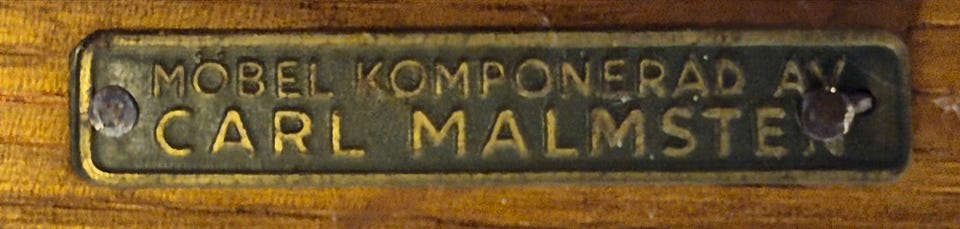 MÖBEL KOMPONERAD AV
CARL MALMSTEN